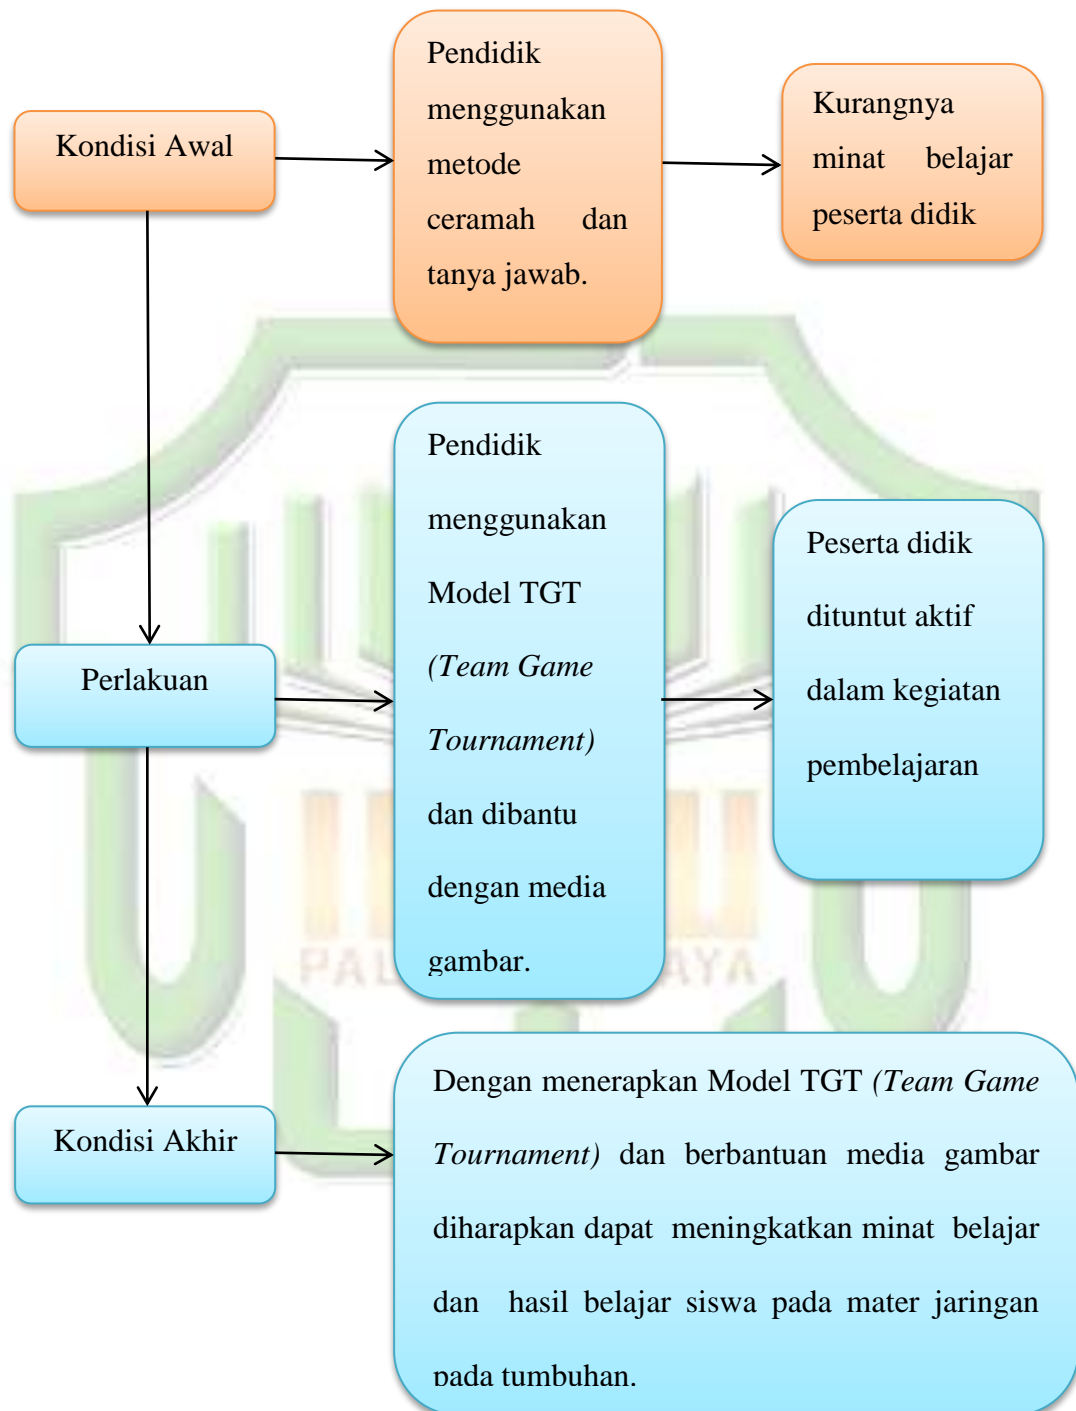 Kondisi Awal
Pendidik
menggunakan
metode
ceramah dan
tanya jawab.
Kurangnya
minat belajar
peserta didik
Perlakuan
Pendidik
menggunakan
Model TGT
(Team Game
Tournament)
dan dibantu
dengan media
gambar.
Peserta didik
dituntut aktif
dalam kegiatan
pembelajaran
Kondisi Akhir
Dengan menerapkan Model TGT (Team Game
Tournament) dan berbantuan media gambar
diharapkan dapat meningkatkan minat belajar
dan hasil belajar siswa pada mater jaringan
pada tumbuhan.